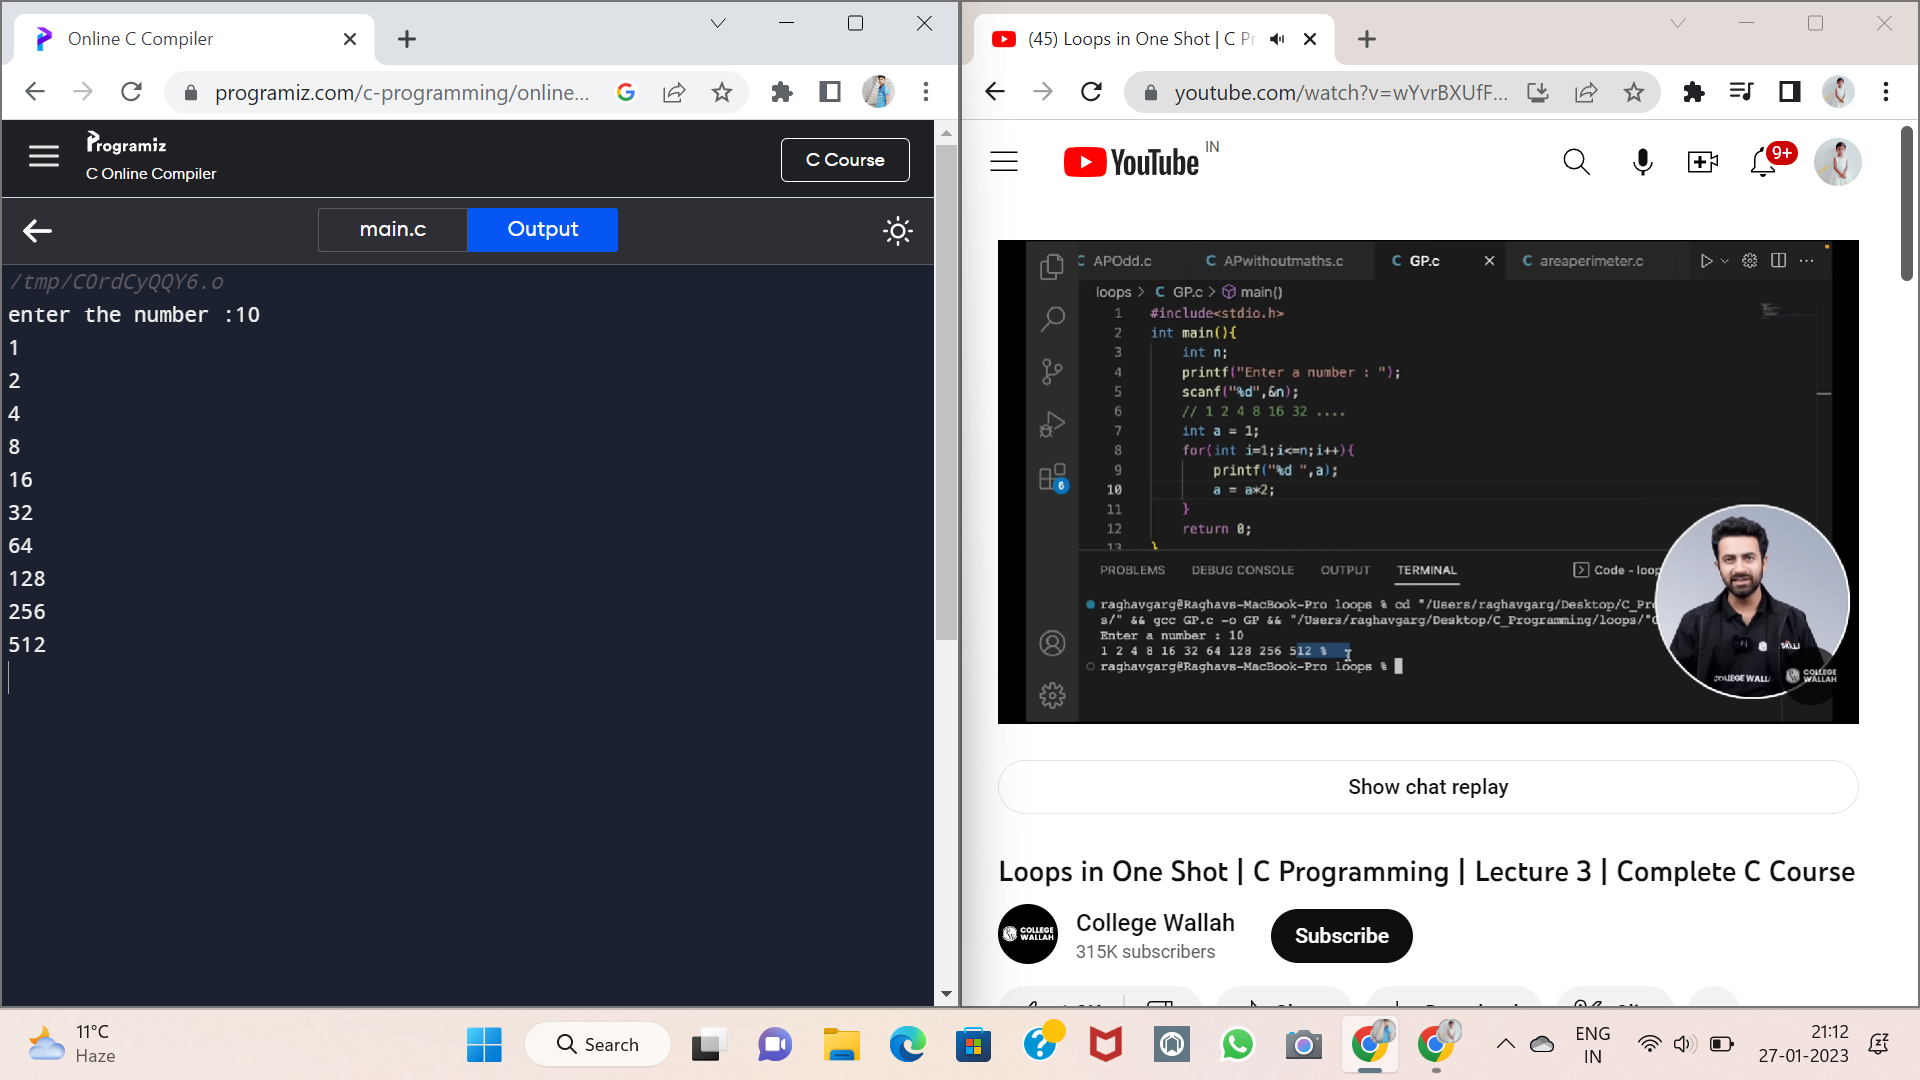 Online C Compiler
programiz.com/c-programming/online...
Programiz
C Online Compiler
C Course
main.c
Output
/tmp/C0rdCyQQY6.o
enter the number :10
1
2
4
8
16
32
64
128
256
512
(45) Loops in One Shot | C Pr
youtube.com/watch?v=wYvrBXUfF...
YouTube IN
9+
C APOdd.c
C APwithoutmaths.c
C GP.c
C areaperimeter.c
loops > C GP.c > main()
1 #include<stdio.h>
2 int main(){
3 int n;
4 printf("Enter a number : ");
5 scanf("%d",&n);
6 // 1 2 4 8 16 32 ....
7 int a = 1;
8 for(int i=1;i<=n;i++){
9 printf("%d ",a);
10 a = a*2;
11 }
12 return 0;
13 }
6
PROBLEMS DEBUG CONSOLE OUTPUT TERMINAL
Code - loop
raghavgarg@Raghavs-MacBook-Pro loops % cd "/Users/raghavgarg/Desktop/C_Pr
s/" && gcc GP.c -o GP && "/Users/raghavgarg/Desktop/C_Programming/loops/"
Enter a number : 10
1 2 4 8 16 32 64 128 256 512 %
raghavgarg@Raghavs-MacBook-Pro loops %
COLLEGE WALL
COLLEGE
WALLAH
Show chat replay
Loops in One Shot | C Programming | Lecture 3 | Complete C Course
COLLEGE
WALLAH
College Wallah
315K subscribers
Subscribe
11°C
Haze
Search
ENG
IN
21:12
27-01-2023